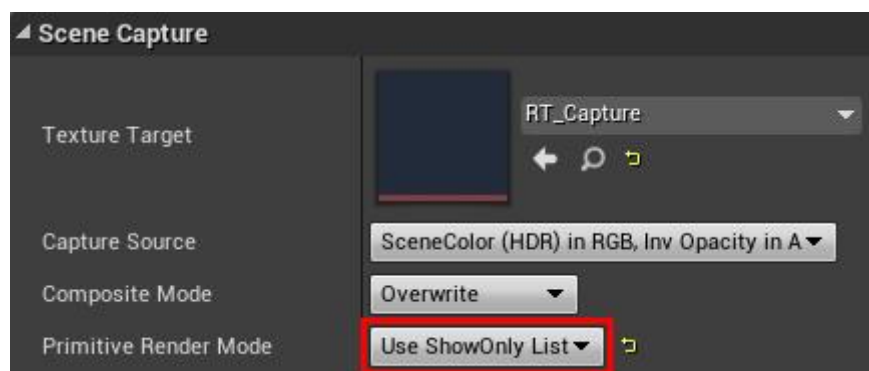 Scene Capture
Texture Target
RT_Capture
Capture Source
SceneColor (HDR) in RGB, Inv Opacity in A
Composite Mode
Overwrite
Primitive Render Mode
Use ShowOnly List